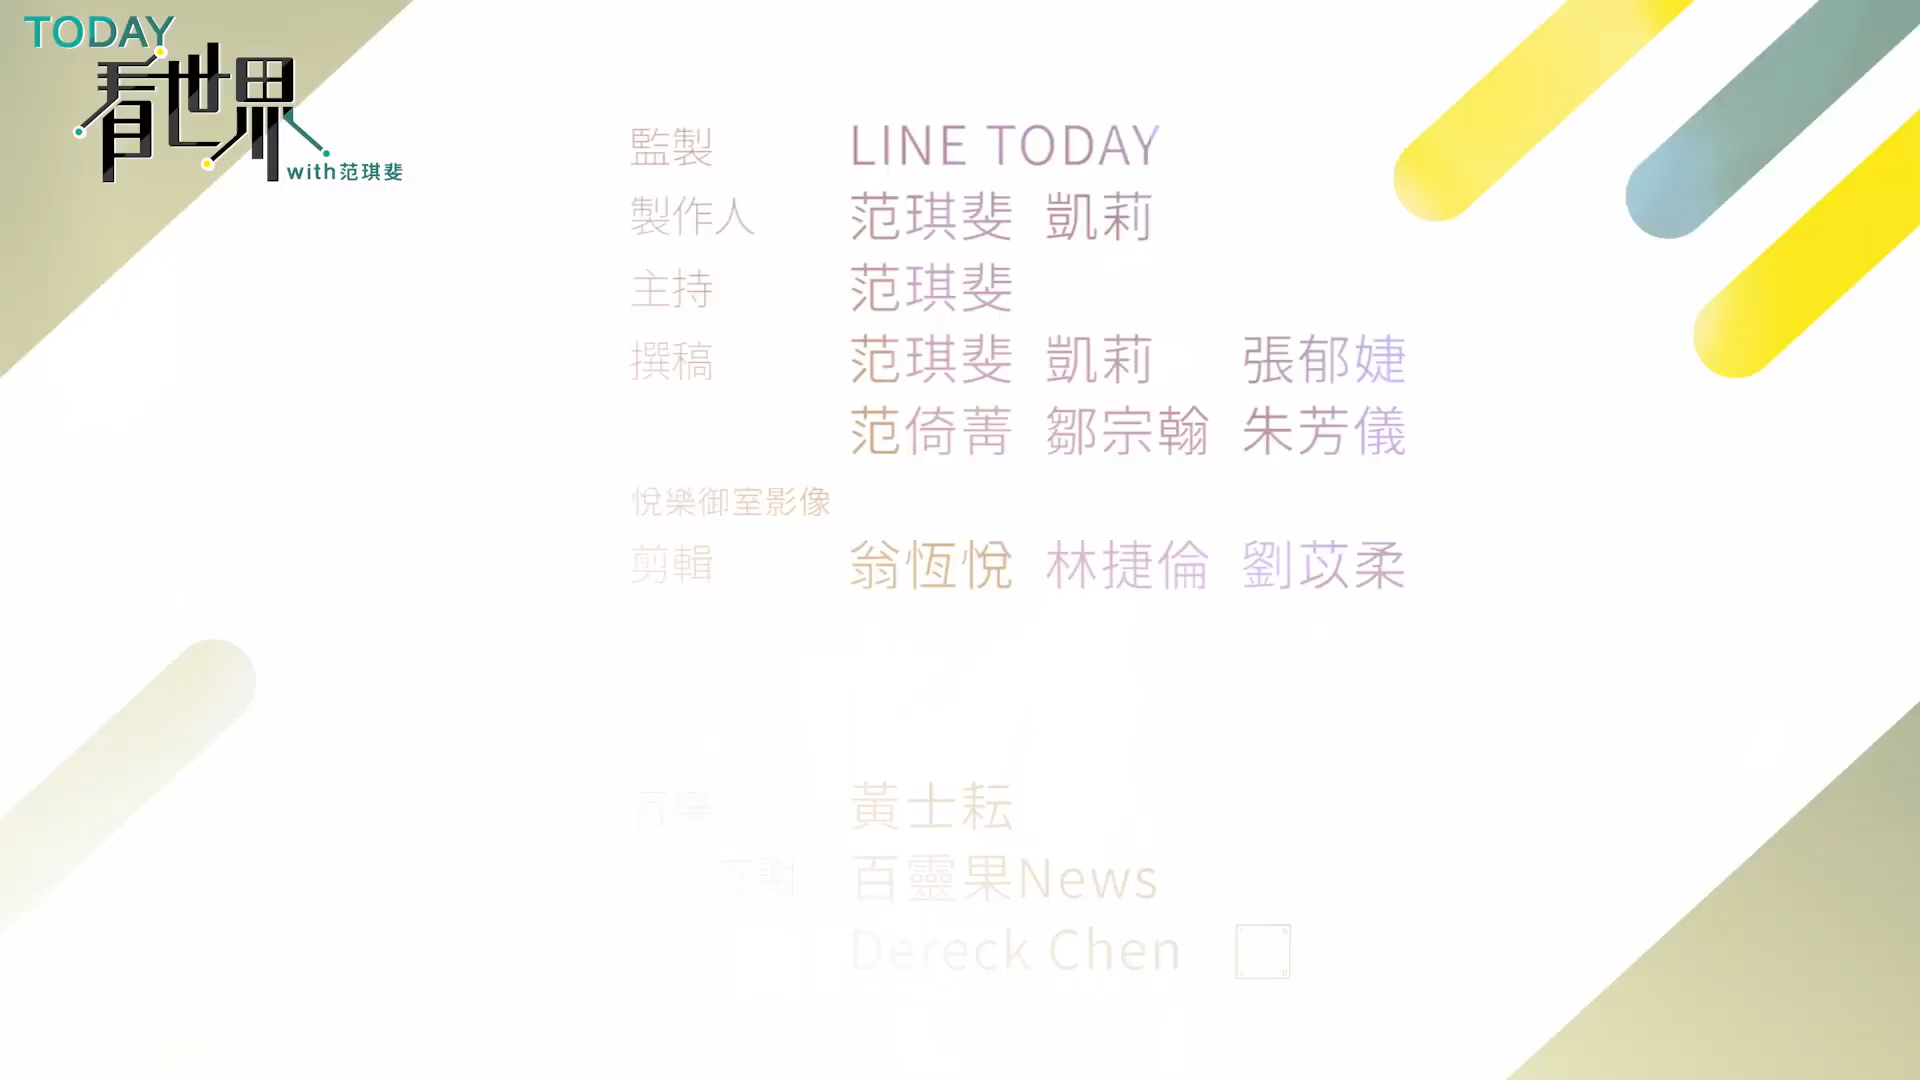 TODAY
看世界
with范琪斐
監製 LINE TODAY
製作人 范琪斐 凱莉
主持 范琪斐
撰稿 范琪斐 凱莉 張郁婕
范倚菁 鄒宗翰 朱芳儀
悅樂御室影像
剪輯 翁恆悅 林捷倫 劉苡柔
音樂 黃士耘
百靈果News
Dereck Chen